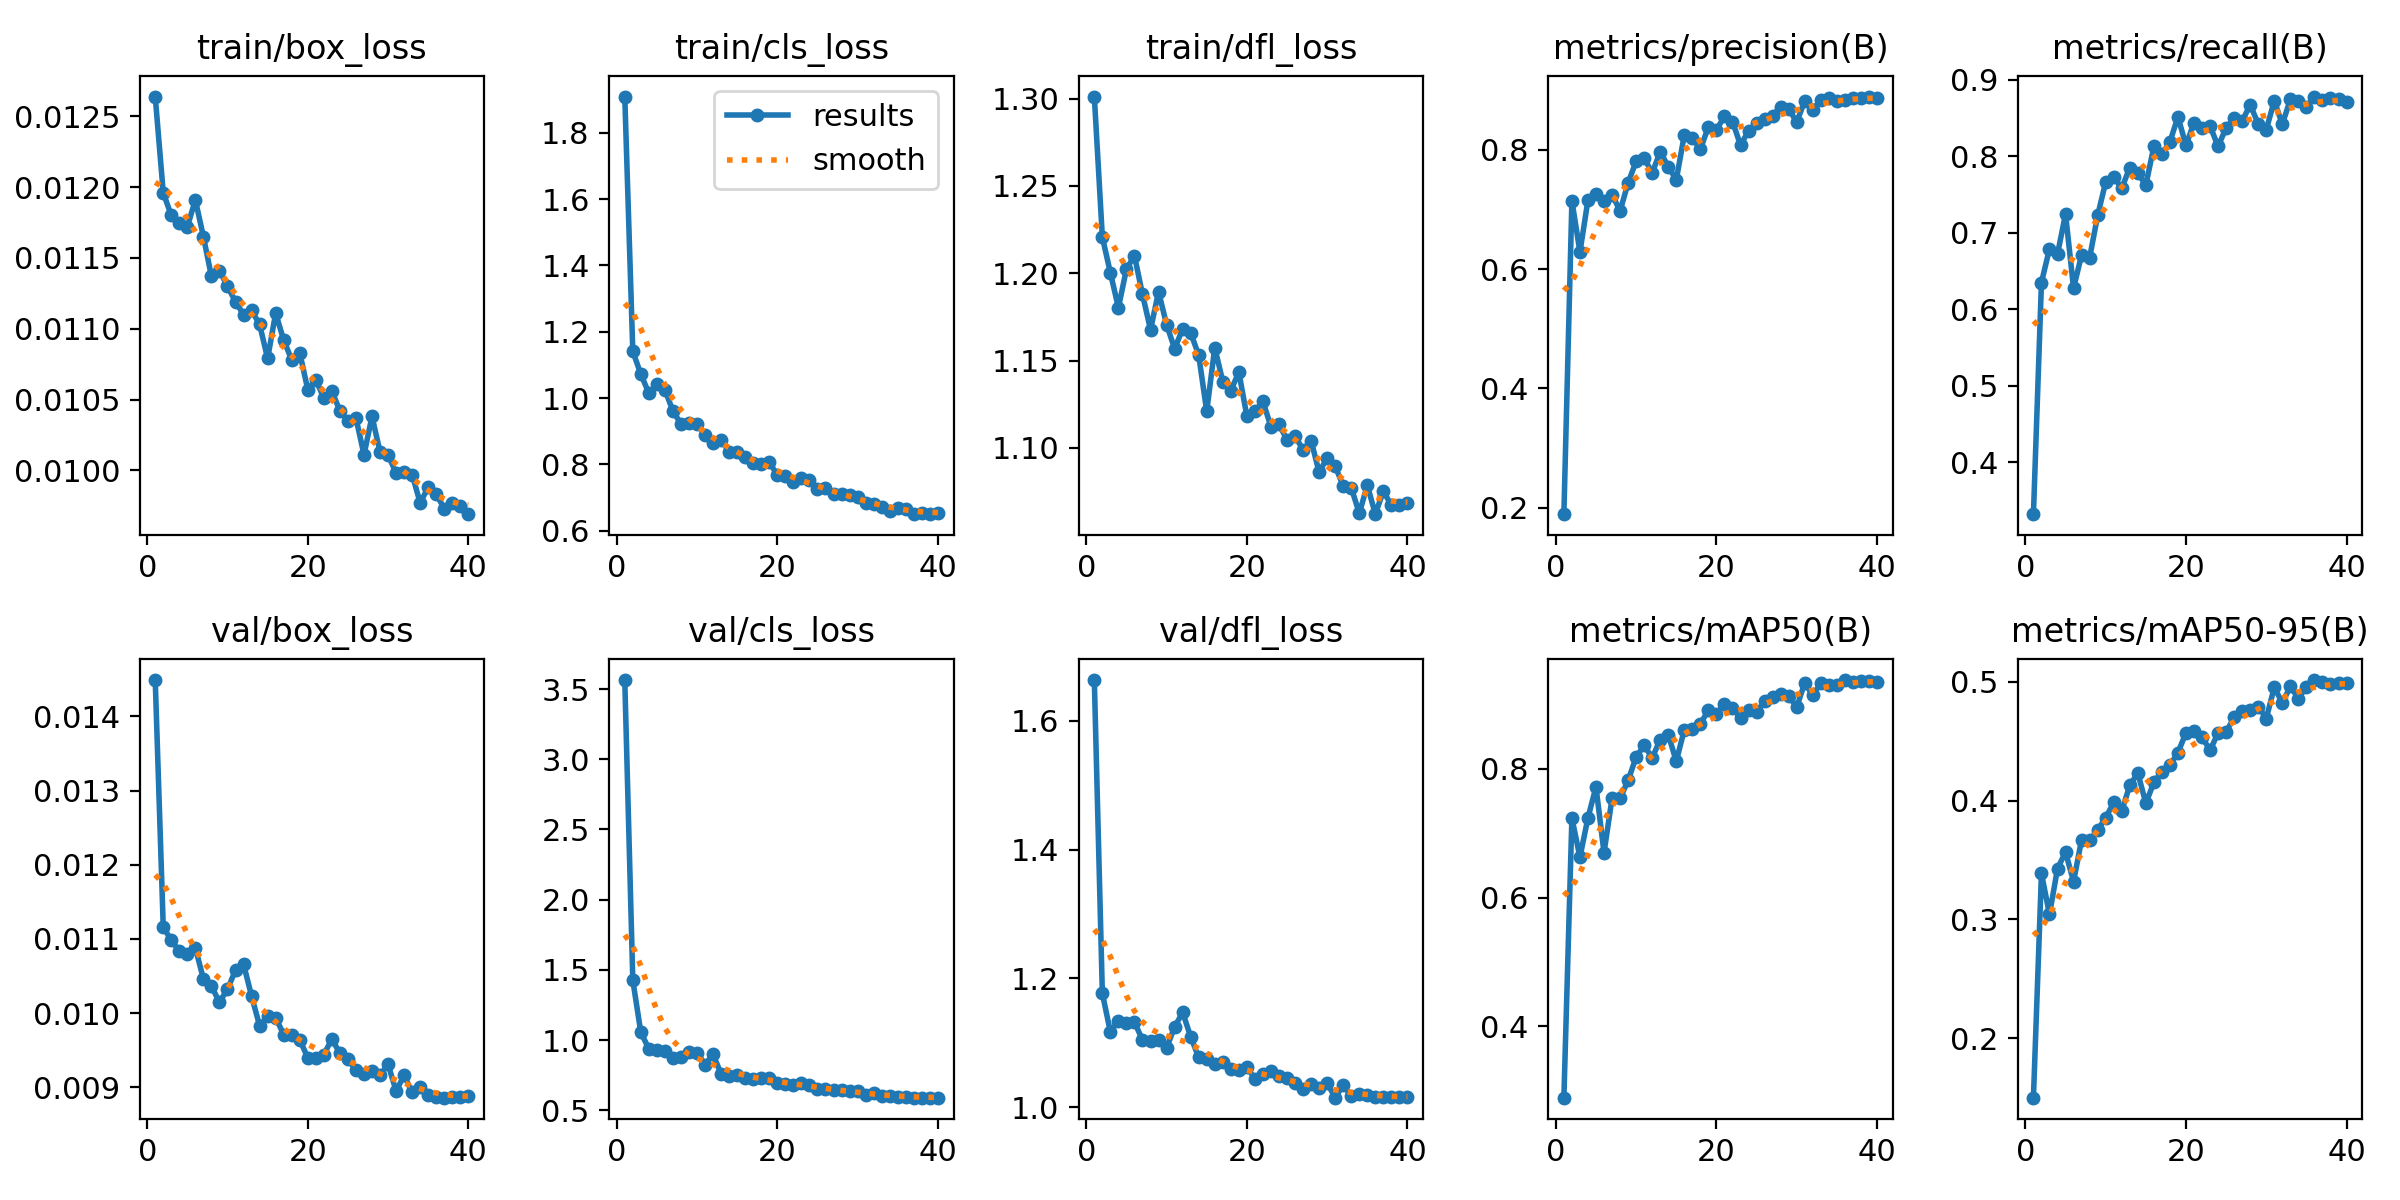 train/box_loss
0.0125
0.0120
0.0115
0.0110
0.0105
0.0100
0 20 40
train/cls_loss
results
smooth
1.8
1.6
1.4
1.2
1.0
0.8
0.6
0 20 40
train/dfl_loss
1.30
1.25
1.20
1.15
1.10
0 20 40
metrics/precision(B)
0.8
0.6
0.4
0.2
0 20 40
metrics/recall(B)
0.9
0.8
0.7
0.6
0.5
0.4
0 20 40
val/box_loss
0.014
0.013
0.012
0.011
0.010
0.009
0 20 40
val/cls_loss
3.5
3.0
2.5
2.0
1.5
1.0
0.5
0 20 40
val/dfl_loss
1.6
1.4
1.2
1.0
0 20 40
metrics/mAP50(B)
0.8
0.6
0.4
0 20 40
metrics/mAP50-95(B)
0.5
0.4
0.3
0.2
0 20 40